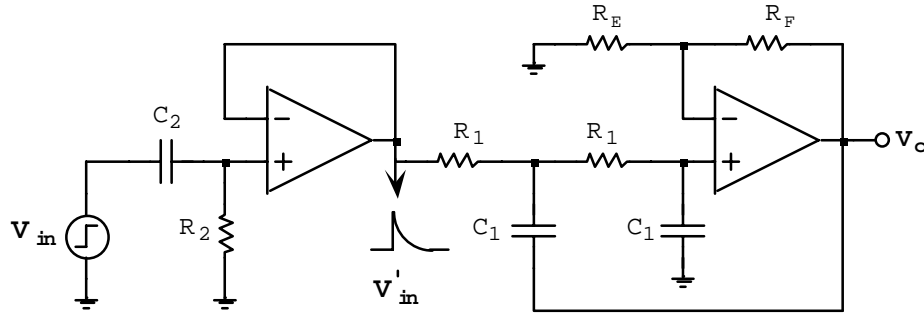 R_E
R_F
C_2
R_1
R_1
V_o
V_in
R_2
C_1
C_1
V'_in